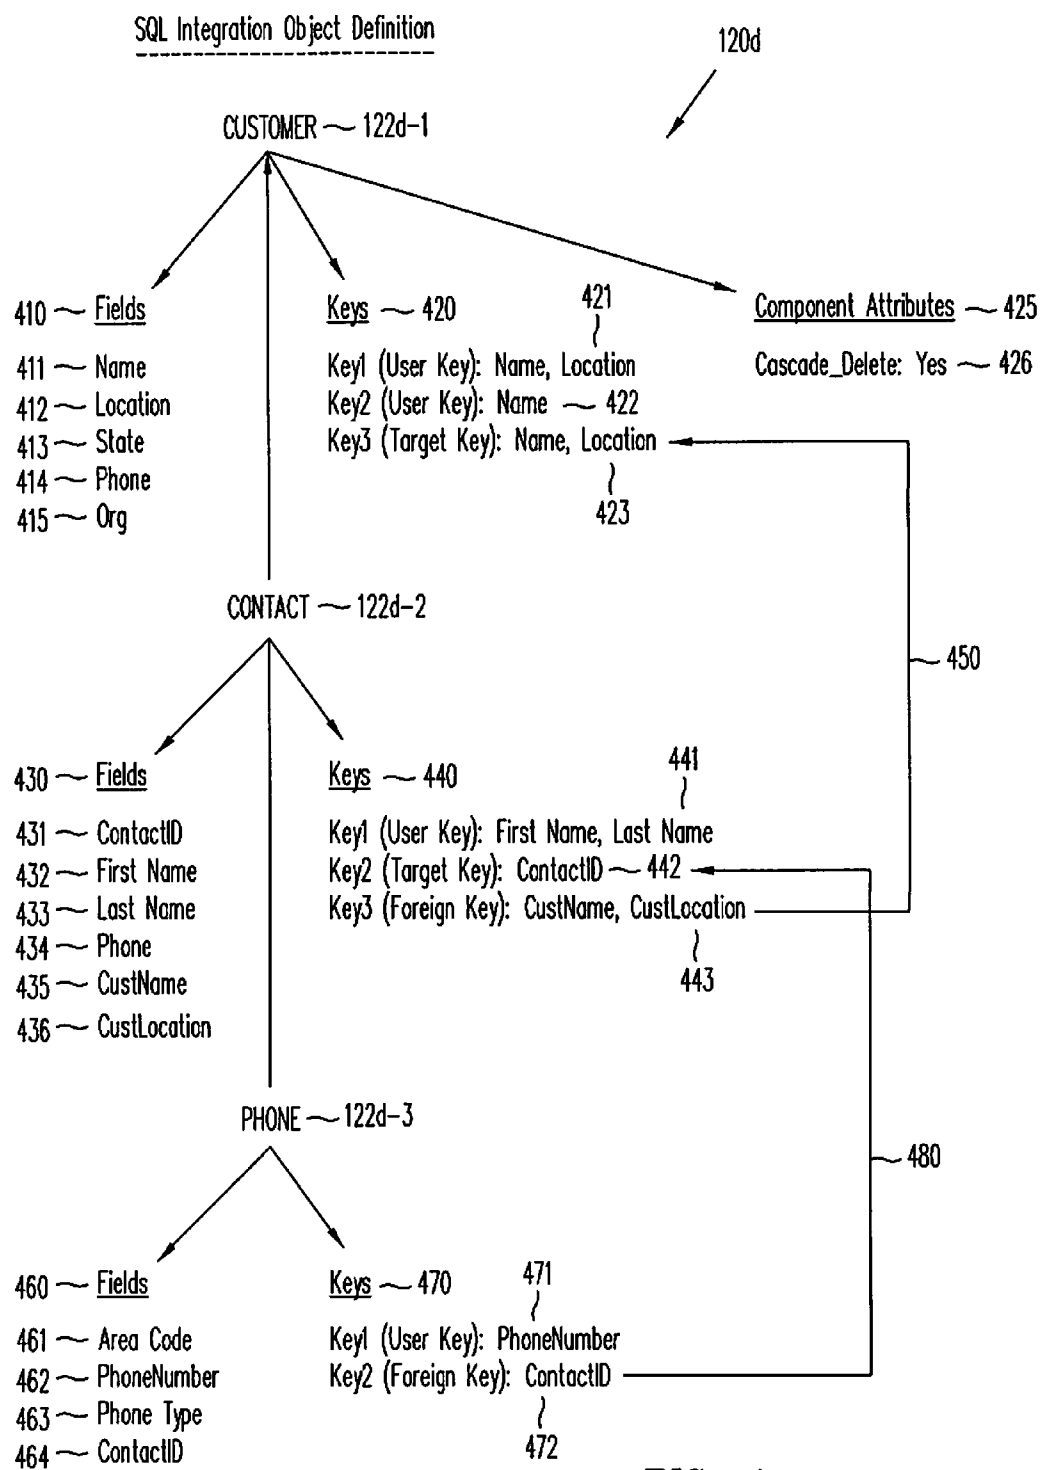 SQL Integration Object Definition
120d
CUSTOMER 122d-1
410 Fields
Keys 420
421
Component Attributes 425
411 Name
Key1 (User Key): Name, Location
Cascade_Delete: Yes 426
412 Location
Key2 (User Key): Name 422
413 State
Key3 (Target Key): Name, Location
414 Phone
423
415 Org
CONTACT 122d-2
450
430 Fields
Keys 440
441
431 ContactID
Key1 (User Key): First Name, Last Name
432 First Name
Key2 (Target Key): ContactID 442
433 Last Name
Key3 (Foreign Key): CustName, CustLocation
434 Phone
443
435 CustName
436 CustLocation
PHONE 122d-3
480
460 Fields
Keys 470
471
461 Area Code
Key1 (User Key): PhoneNumber
462 PhoneNumber
Key2 (Foreign Key): ContactID
463 Phone Type
472
464 ContactID